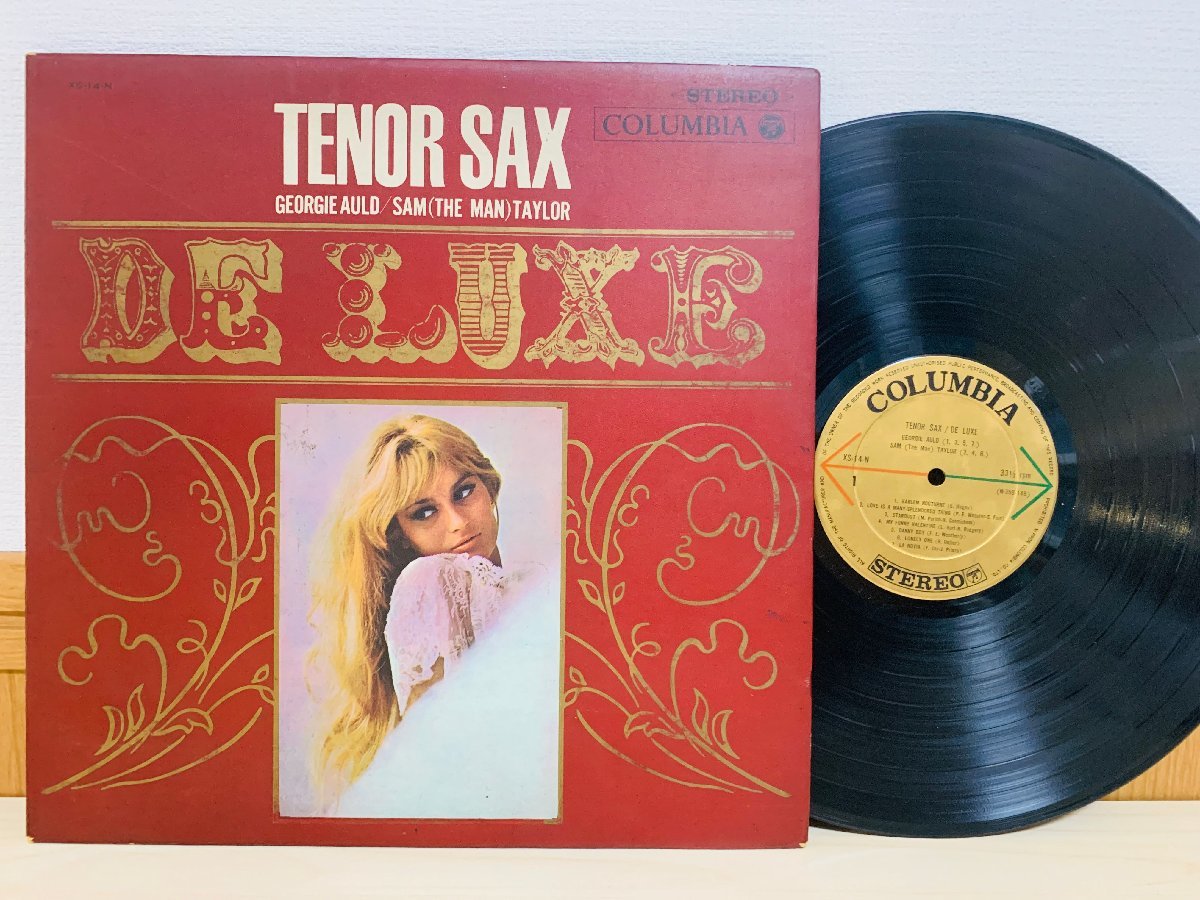 XS-14-N
STEREO
COLUMBIA
TENOR SAX
GEORGIE AULD/SAM (THE MAN) TAYLOR
DE LUXE
COLUMBIA
TENOR SAX / DE LUXE
GEORGIE AULD (1, 3, 5, 7,)
SAM (The Man) TAYLOR (2, 4, 6,)
XS-14-N
33⅓ rpm
1
1. HARLEM NOCTURNE
2. LOVE IS A MANY-SPLENDORED THING
3. STARDUST
4. MY FUNNY VALENTINE
5. DANNY BOY
6. LONELY ONE
7. LA NOVIA
STEREO